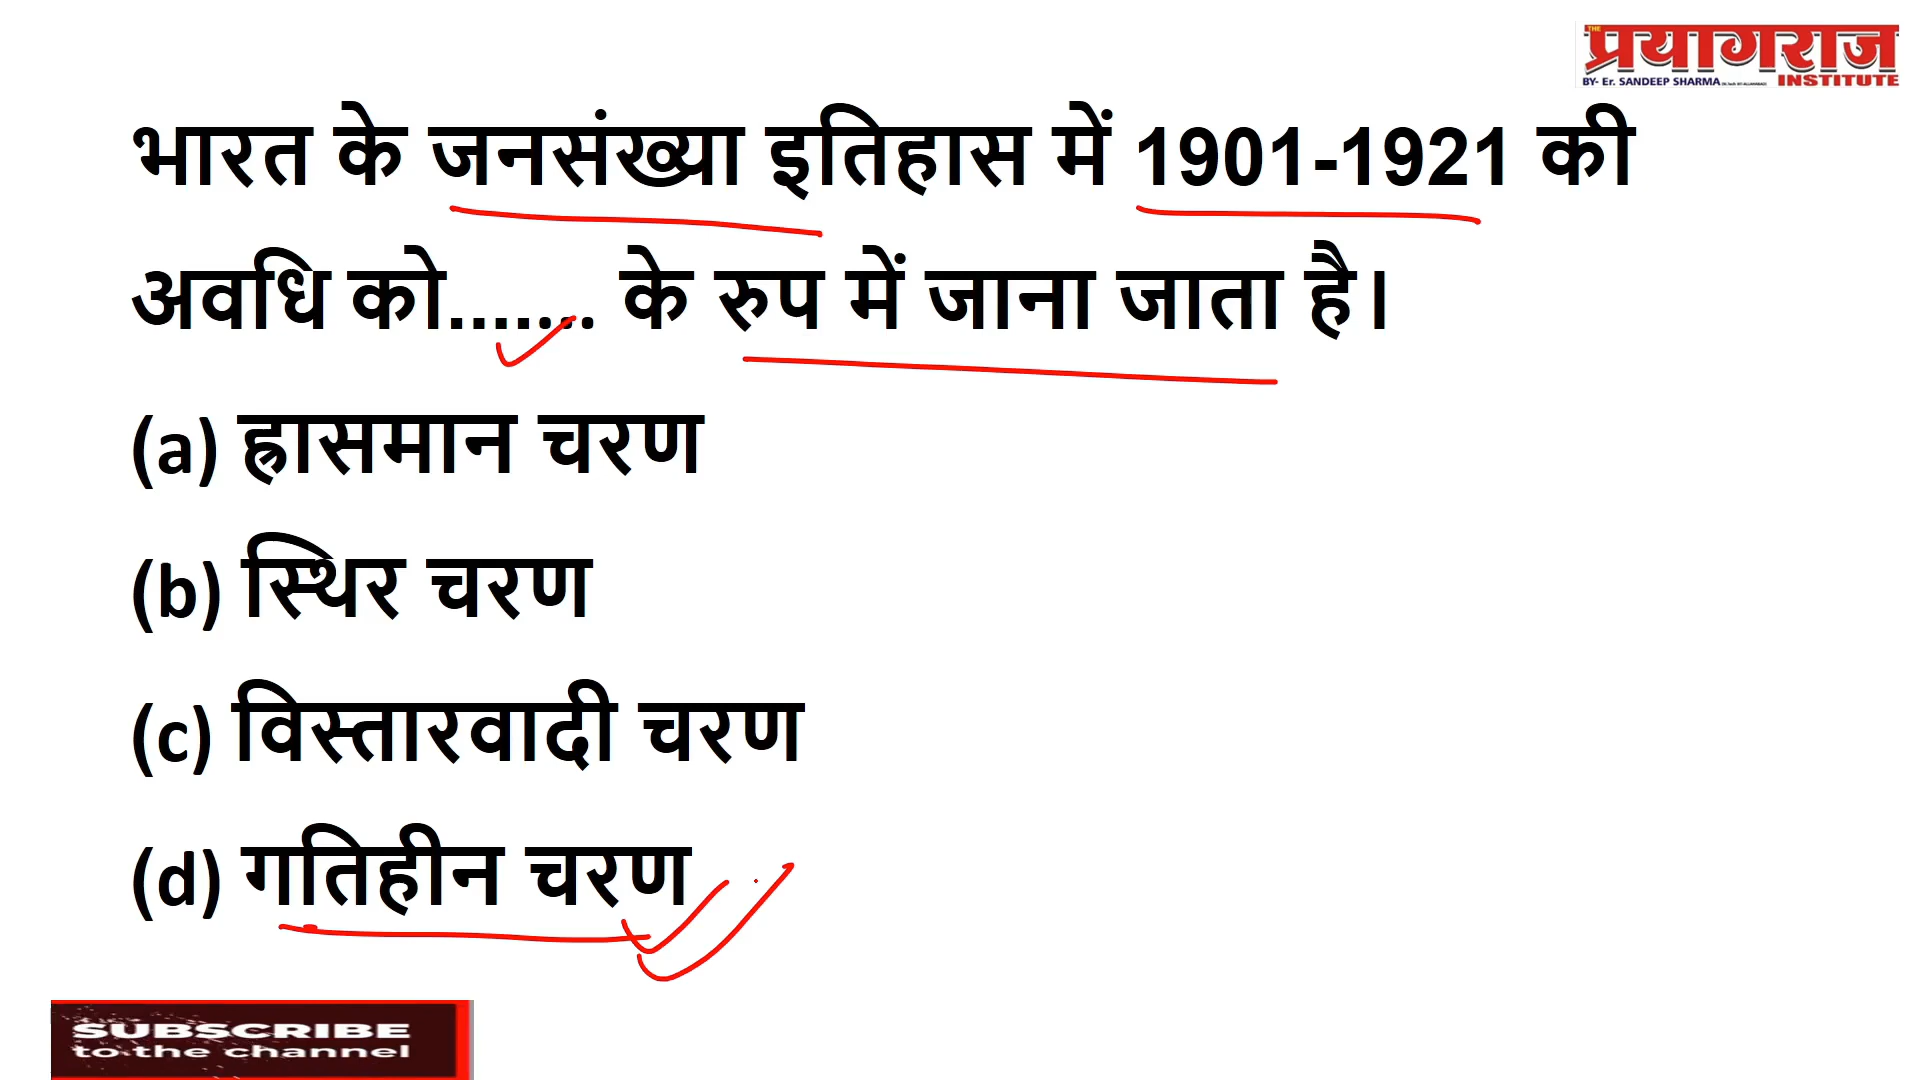 THE
प्रयागराज
BY- Er. SANDEEP SHARMA
INSTITUTE
भारत के जनसंख्या इतिहास में 1901-1921 की
अवधि को....... के रुप में जाना जाता है।
(a) ह्रासमान चरण
(b) स्थिर चरण
(c) विस्तारवादी चरण
(d) गतिहीन चरण
SUBSCRIBE
to the channel